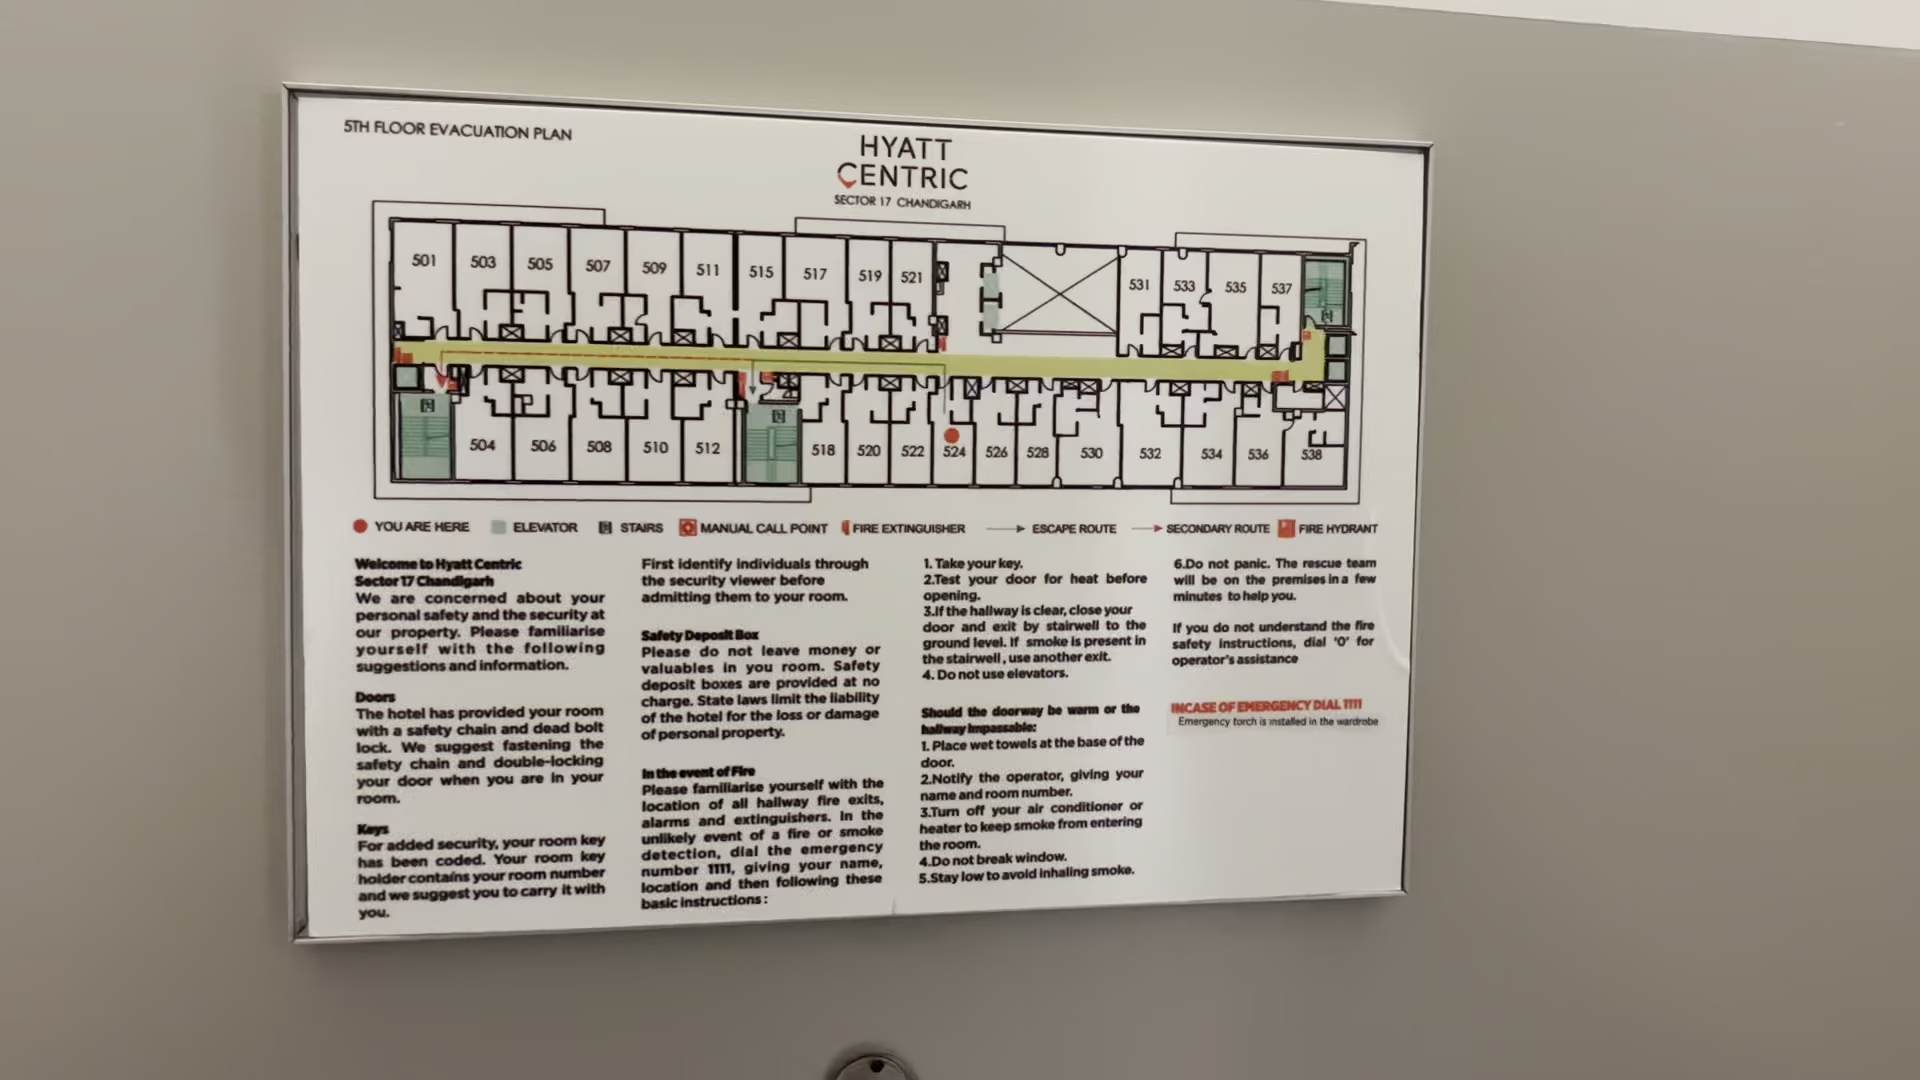 5TH FLOOR EVACUATION PLAN
HYATT
CENTRIC
SECTOR 17 CHANDIGARH
501 503 505 507 509 511 515 517 519 521 531 533 535 537
504 506 508 510 512 518 520 522 524 526 528 530 532 534 536 538
YOU ARE HERE ELEVATOR STAIRS MANUAL CALL POINT FIRE EXTINGUISHER ESCAPE ROUTE SECONDARY ROUTE FIRE HYDRANT
Welcome to Hyatt Centric
Sector 17 Chandigarh
We are concerned about your
personal safety and the security at
our property. Please familiarise
yourself with the following
suggestions and information.
Doors
The hotel has provided your room
with a safety chain and dead bolt
lock. We suggest fastening the
safety chain and double-locking
your door when you are in your
room.
Keys
For added security, your room key
has been coded. Your room key
holder contains your room number
and we suggest you to carry it with
you.
First identify individuals through
the security viewer before
admitting them to your room.
Safety Deposit Box
Please do not leave money or
valuables in you room. Safety
deposit boxes are provided at no
charge. State laws limit the liability
of the hotel for the loss or damage
of personal property.
In the event of Fire
Please familiarise yourself with the
location of all hallway fire exits,
alarms and extinguishers. In the
unlikely event of a fire or smoke
detection, dial the emergency
number 1111, giving your name,
location and then following these
basic instructions :
1. Take your key.
2.Test your door for heat before
opening.
3.If the hallway is clear, close your
door and exit by stairwell to the
ground level. If smoke is present in
the stairwell, use another exit.
4. Do not use elevators.
Should the doorway be warm or the
hallway impassable:
1. Place wet towels at the base of the
door.
2.Notify the operator, giving your
name and room number.
3.Turn off your air conditioner or
heater to keep smoke from entering
the room.
4.Do not break window.
5.Stay low to avoid inhaling smoke.
6.Do not panic. The rescue team
will be on the premises in a few
minutes to help you.
If you do not understand the fire
safety instructions, dial '0' for
operator's assistance
INCASE OF EMERGENCY DIAL 1111
Emergency torch is installed in the wardrobe